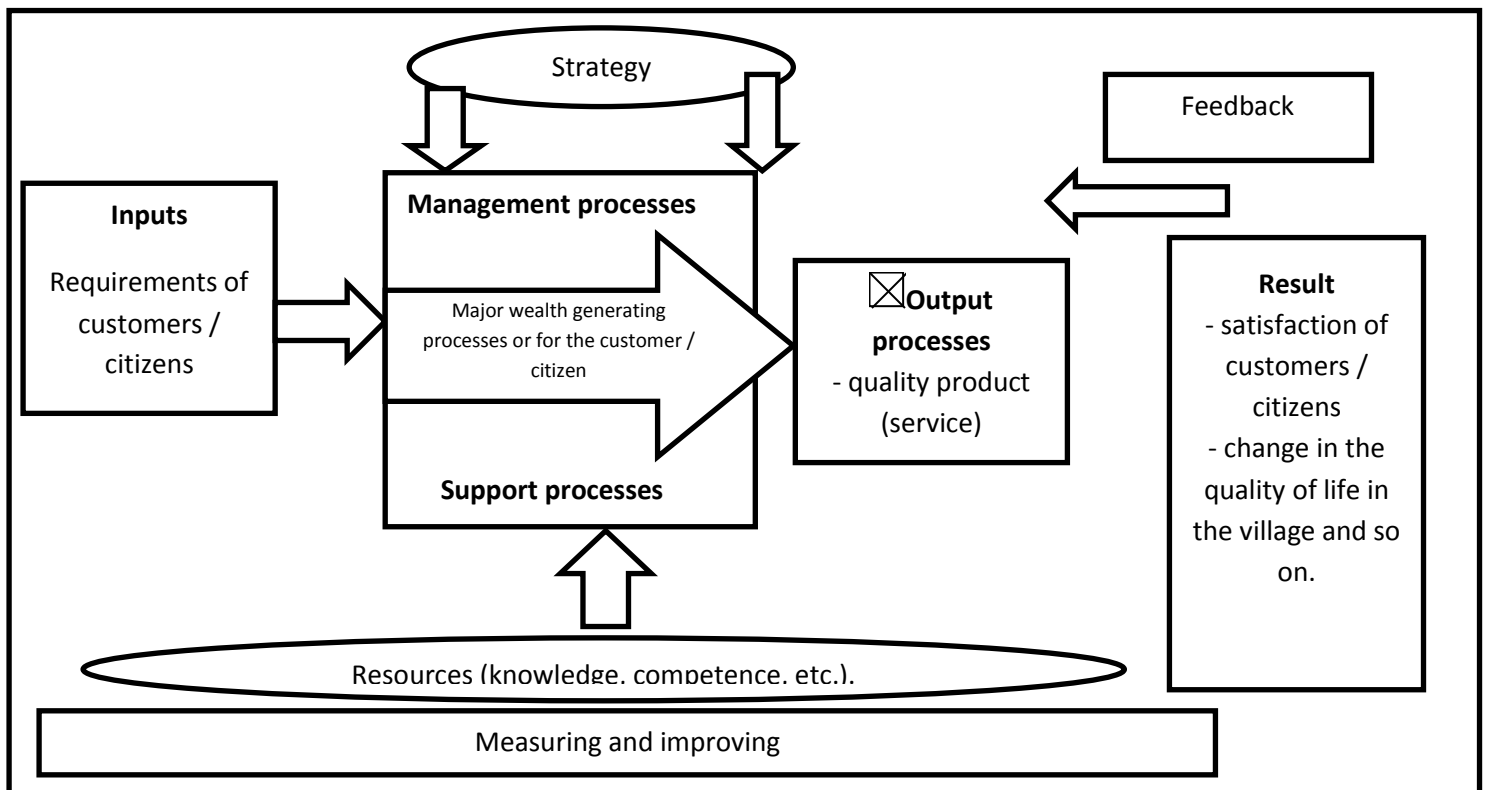 Strategy
Feedback
Inputs
Requirements of
customers /
citizens
Management processes
Major wealth generating
processes or for the customer /
citizen
Support processes
Output
processes
- quality product
(service)
Result
- satisfaction of
customers /
citizens
- change in the
quality of life in
the village and so
on.
Resources (knowledge, competence, etc.).
Measuring and improving